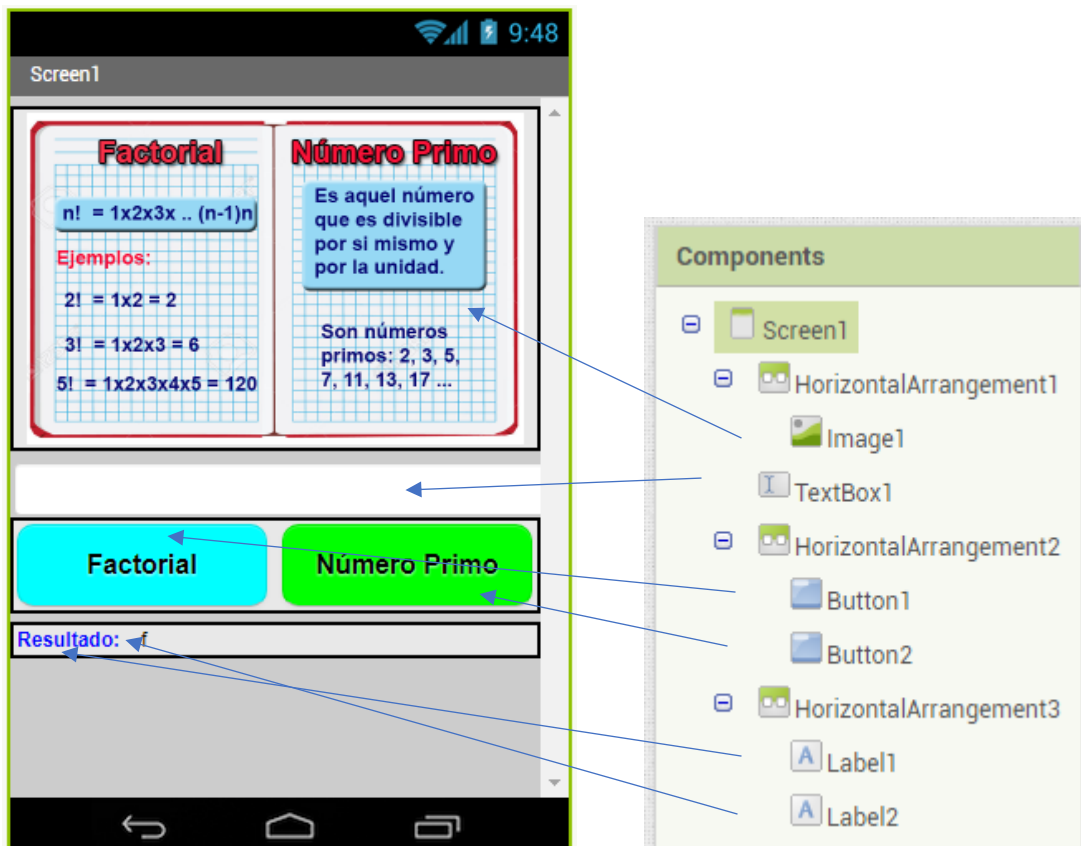 9:48
Screen1
Factorial
n! = 1x2x3x .. (n-1)n
Ejemplos:
2! = 1x2 = 2
3! = 1x2x3 = 6
5! = 1x2x3x4x5 = 120
Número Primo
Es aquel número
que es divisible
por si mismo y
por la unidad.
Son números
primos: 2, 3, 5,
7, 11, 13, 17 ...
Factorial
Número Primo
Resultado: f
Components
Screen1
HorizontalArrangement1
Image1
TextBox1
HorizontalArrangement2
Button1
Button2
HorizontalArrangement3
Label1
Label2